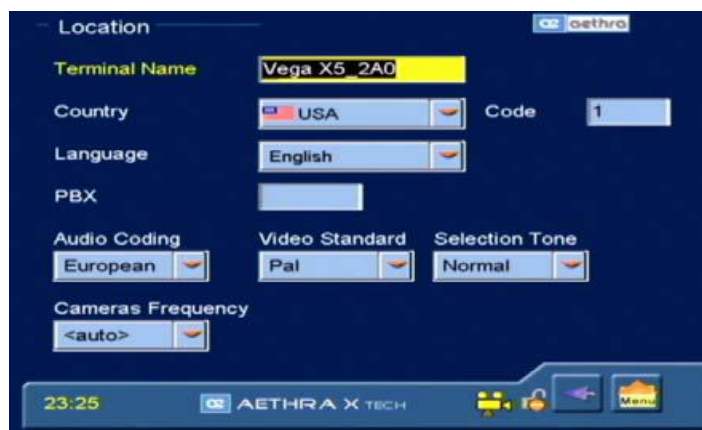 Location
aethra
Terminal Name Vega X5_2A0
Country USA Code 1
Language English
PBX
Audio Coding Video Standard Selection Tone
European Pal Normal
Cameras Frequency
<auto>
23:25 AETHRA X TECH Menu